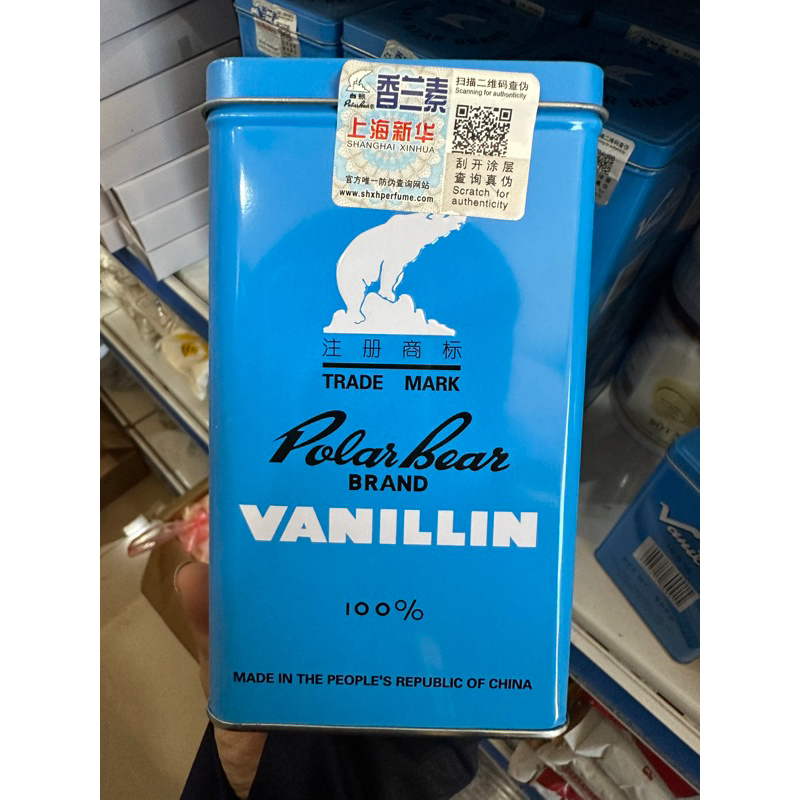 香兰素
Polar Bear®
上海新华
SHANGHAI XINHUA
官方唯一防伪查询网站
www.shxhperfume.com
扫描二维码查伪
Scanning for authenticity
刮开涂层
查询真伪
Scratch for
authenticity
注册商标
TRADE MARK
Polar Bear
BRAND
VANILLIN
100%
MADE IN THE PEOPLE'S REPUBLIC OF CHINA